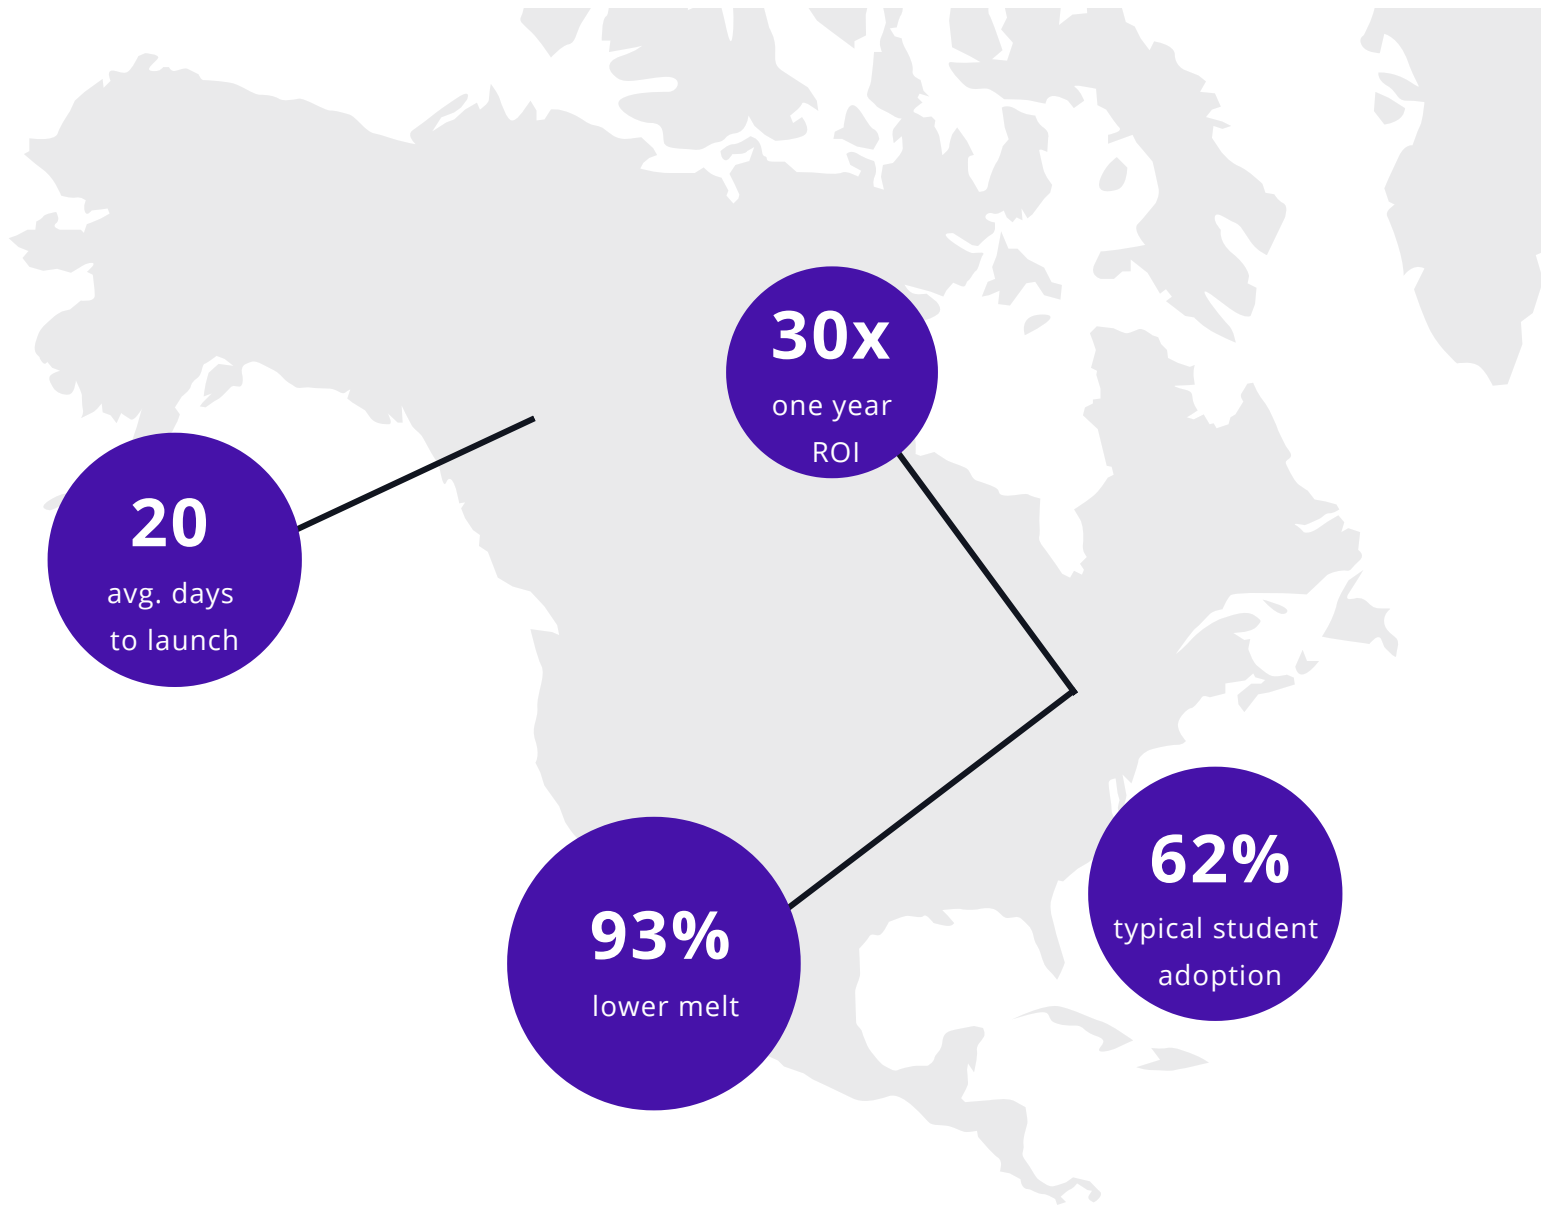 30x
one year
ROI
20
avg. days
to launch
62%
typical student
adoption
93%
lower melt